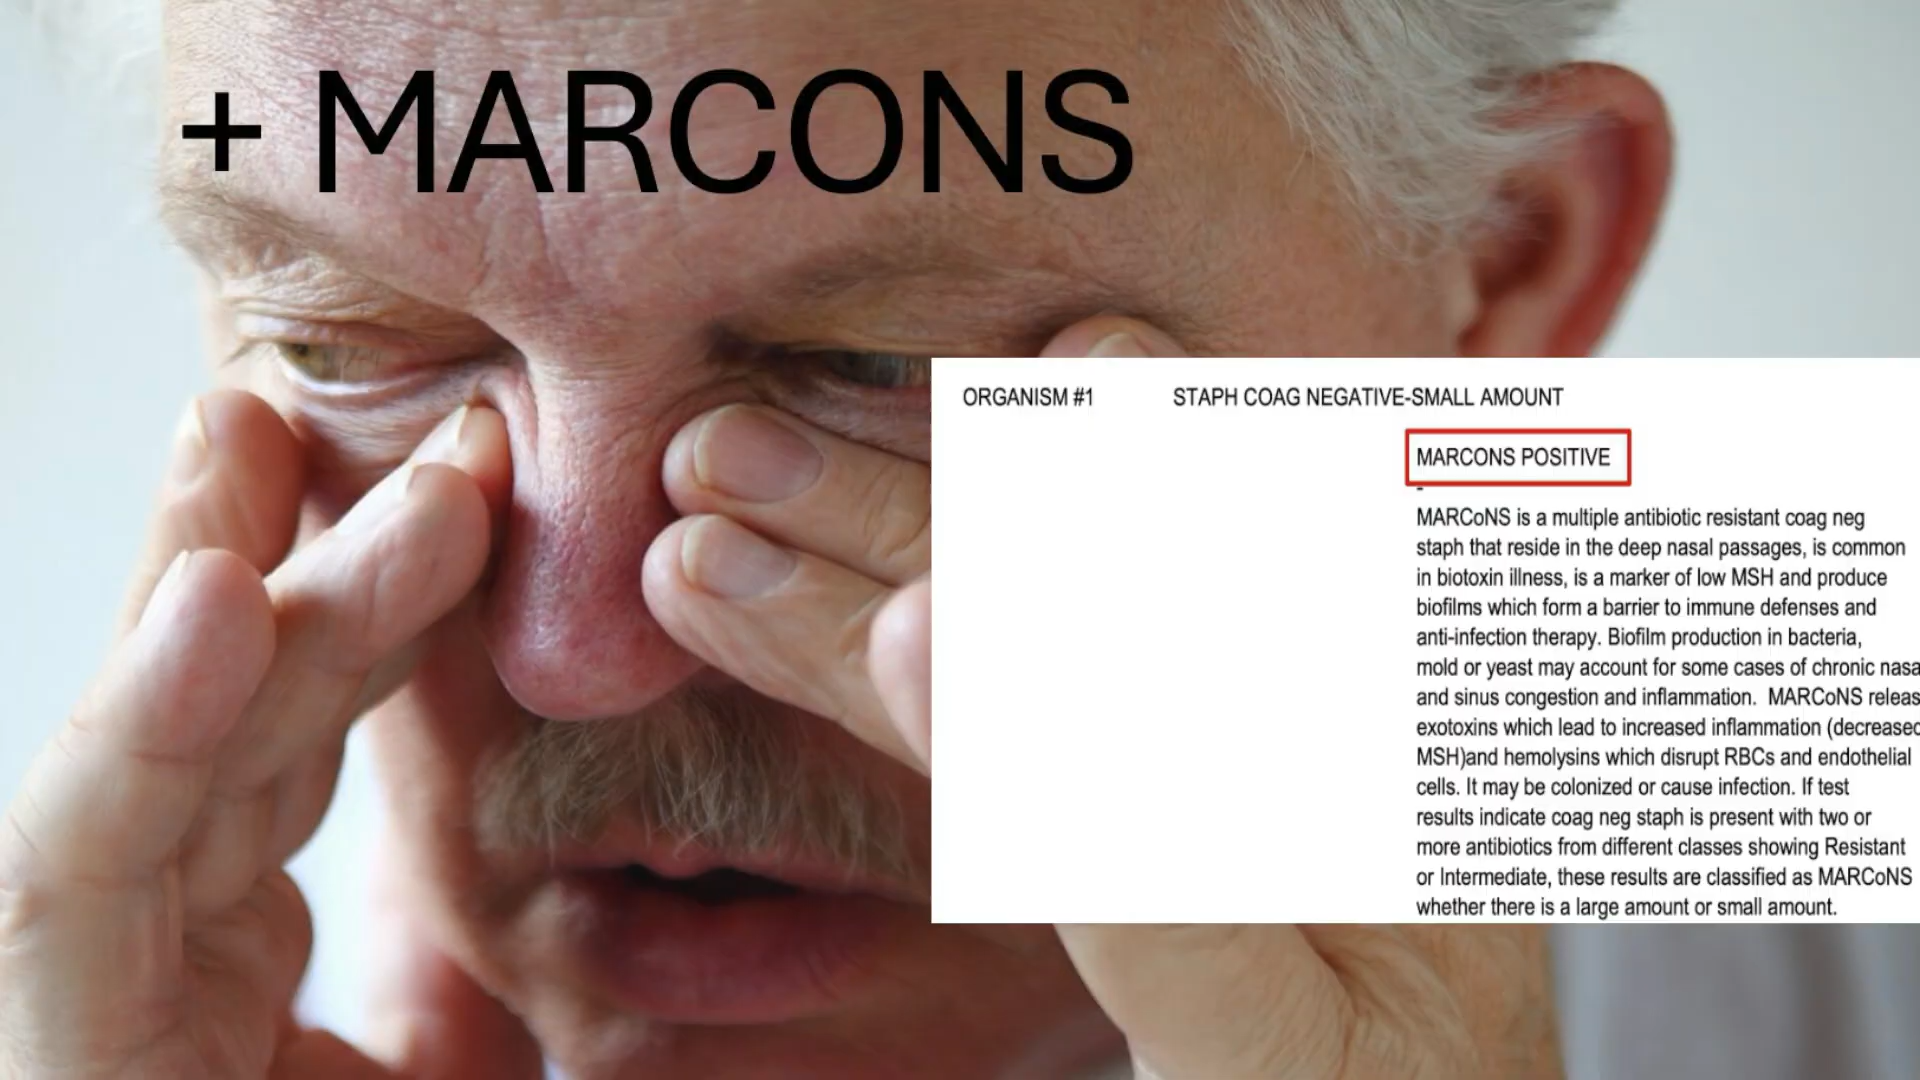 + MARCONS
ORGANISM #1 STAPH COAG NEGATIVE-SMALL AMOUNT
MARCONS POSITIVE
-
MARCoNS is a multiple antibiotic resistant coag neg
staph that reside in the deep nasal passages, is common
in biotoxin illness, is a marker of low MSH and produce
biofilms which form a barrier to immune defenses and
anti-infection therapy. Biofilm production in bacteria,
mold or yeast may account for some cases of chronic nasa
and sinus congestion and inflammation. MARCoNS releas
exotoxins which lead to increased inflammation (decreased
MSH)and hemolysins which disrupt RBCs and endothelial
cells. It may be colonized or cause infection. If test
results indicate coag neg staph is present with two or
more antibiotics from different classes showing Resistant
or Intermediate, these results are classified as MARCoNS
whether there is a large amount or small amount.